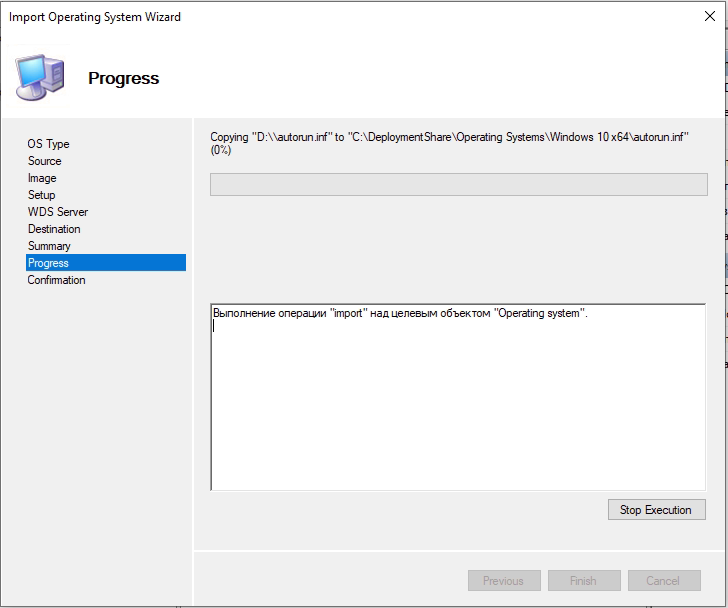 Import Operating System Wizard
Progress
OS Type
Source
Image
Setup
WDS Server
Destination
Summary
Progress
Confirmation
Copying "D:\\autorun.inf" to "C:\DeploymentShare\Operating Systems\Windows 10 x64\autorun.inf"
(0%)
Выполнение операции "import" над целевым объектом "Operating system".
Stop Execution
Previous
Finish
Cancel